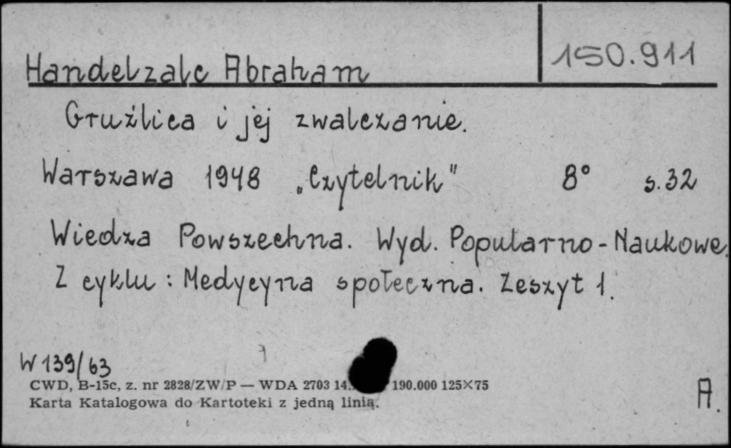 150.911
Handelzalc Abraham
Gruźlica i jej zwalczanie.
Warszawa 1948 „Czytelnik" 8° s.32
Wiedza Powszechna. Wyd. Popularno-Naukowe.
Z cyklu: Medycyna społeczna. Zeszyt 1.
W 139/63
CWD, B-15c, z. nr 2828/ZW/P — WDA 2703 14. 190.000 125×75
Karta Katalogowa do Kartoteki z jedną linią.
A.